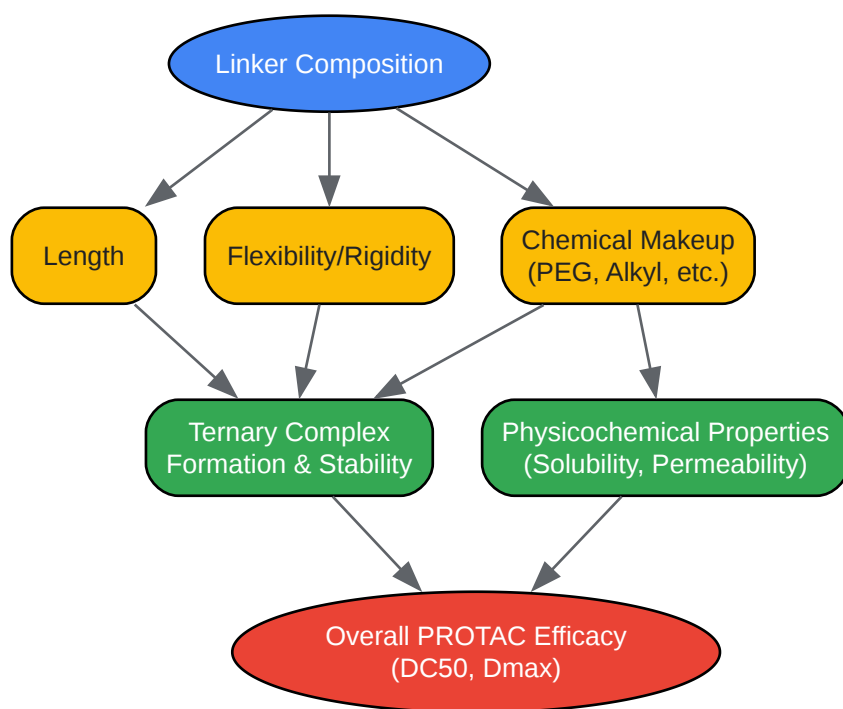 Linker Composition
Length
Flexibility/Rigidity
Chemical Makeup
(PEG, Alkyl, etc.)
Ternary Complex
Formation & Stability
Physicochemical Properties
(Solubility, Permeability)
Overall PROTAC Efficacy
(DC50, Dmax)